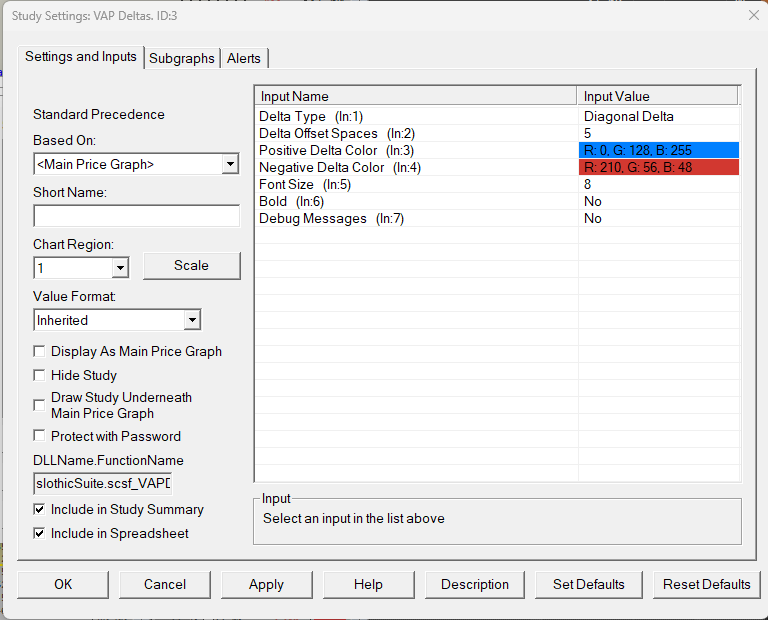 Study Settings: VAP Deltas. ID:3
Settings and Inputs
Subgraphs
Alerts
Standard Precedence
Based On:
<Main Price Graph>
Short Name:
Chart Region:
1
Scale
Value Format:
Inherited
Display As Main Price Graph
Hide Study
Draw Study Underneath
Main Price Graph
Protect with Password
DLLName.FunctionName
slothicSuite.scsf_VAPD
Include in Study Summary
Include in Spreadsheet
Input Name Input Value
Delta Type (In:1) Diagonal Delta
Delta Offset Spaces (In:2) 5
Positive Delta Color (In:3) R: 0, G: 128, B: 255
Negative Delta Color (In:4) R: 210, G: 56, B: 48
Font Size (In:5) 8
Bold (In:6) No
Debug Messages (In:7) No
Input
Select an input in the list above
OK
Cancel
Apply
Help
Description
Set Defaults
Reset Defaults